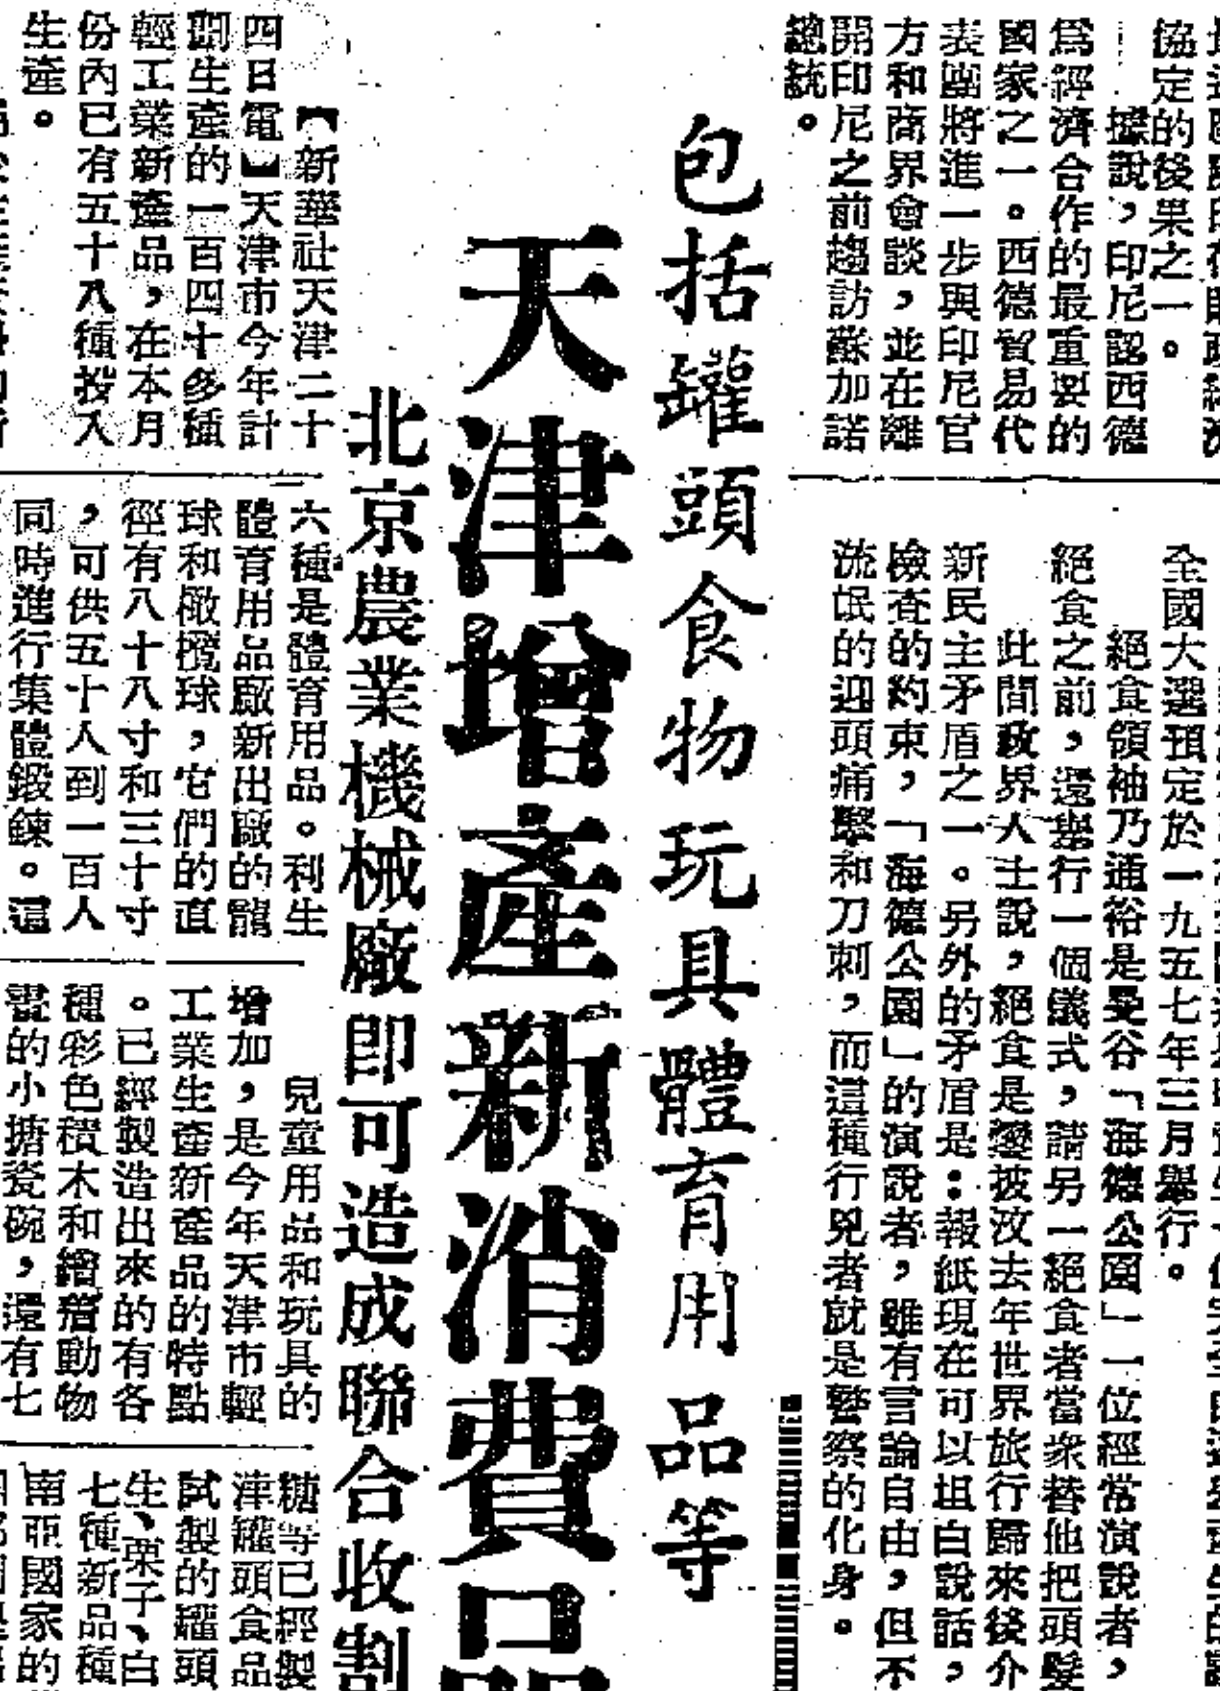 協定的後果之一。
據說，印尼認西德
爲經濟合作的最重要的
國家之一。西德貿易代
表團將進一步與印尼官
方和商界會談，並在離
開印尼之前趨訪蘇加諾
總統。
全國大選預定於一九五七年三月舉行。
絕食領袖乃通裕是曼谷「海德公園」一位經常演說者，
絕食之前，還舉行一個儀式，請另一絕食者當衆替他把頭髮
此間政界人士說，絕食是變披汶去年世界旅行歸來後介
新民主矛盾之一。另外的矛盾是：報紙現在可以坦白說話，
檢查的約束，「海德公園」的演說者，雖有言論自由，但不
流氓的迎頭痛擊和刀刺，而這種行兇者就是警察的化身。
包括罐頭食物玩具體育用品等
天津增產新消費品
北京農業機械廠即可造成聯合收割
【新華社天津二十
四日電】天津市今年計
劃生產的一百四十多種
輕工業新產品，在本月
份內已有五十八種投入
生產。
六種是體育用品。利生
體育用品廠新出廠的籠
球和橄欖球，它們的直
徑有八十八寸和三十寸
，可供五十人到一百人
同時進行集體鍛鍊。這
兒童用品和玩具的
增加，是今年天津市輕
工業生產新產品的特點
。已經製造出來的有各
種彩色積木和繪着動物
畫的小搪瓷碗，還有七
糖等已經製
津罐頭食品
試製的罐頭
生、栗子、白
七種新品種
南亞國家的